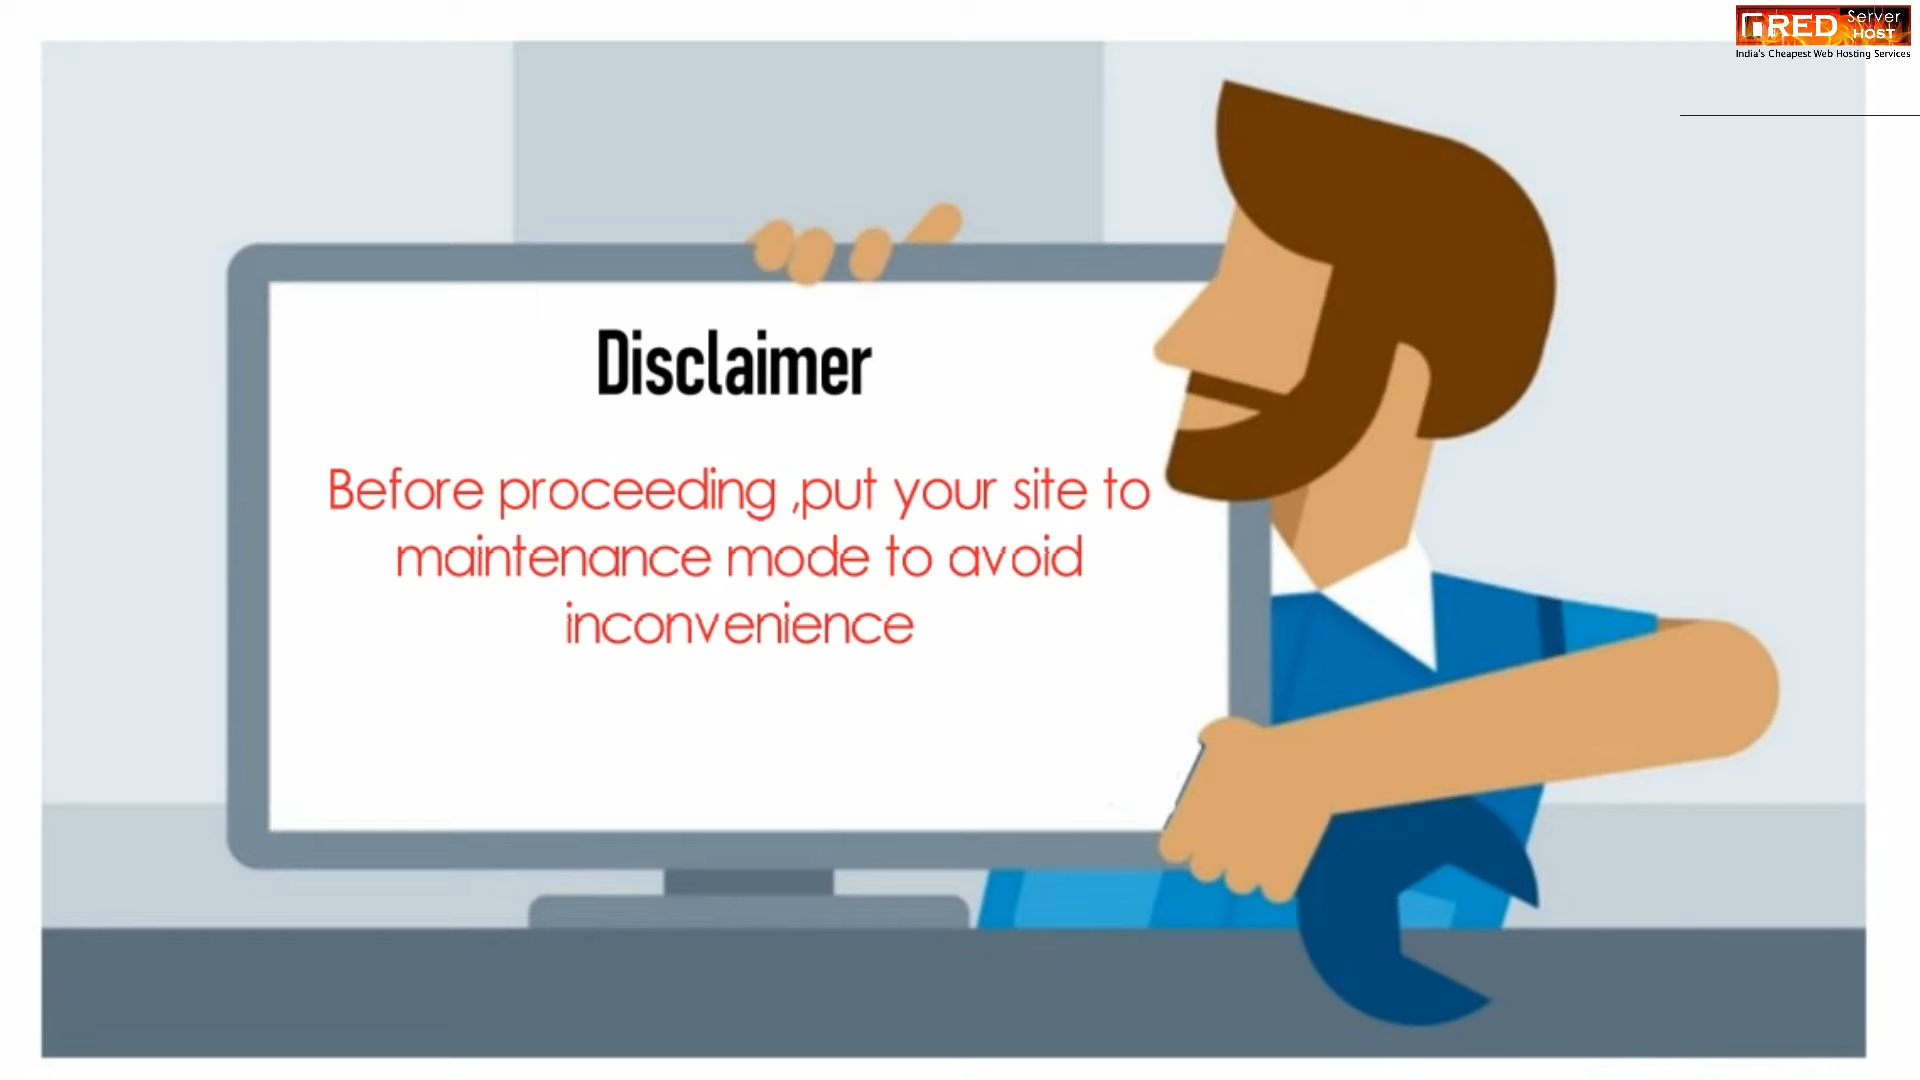 RED Server
HOST
India's Cheapest Web Hosting Services
Disclaimer
Before proceeding ,put your site to
maintenance mode to avoid
inconvenience